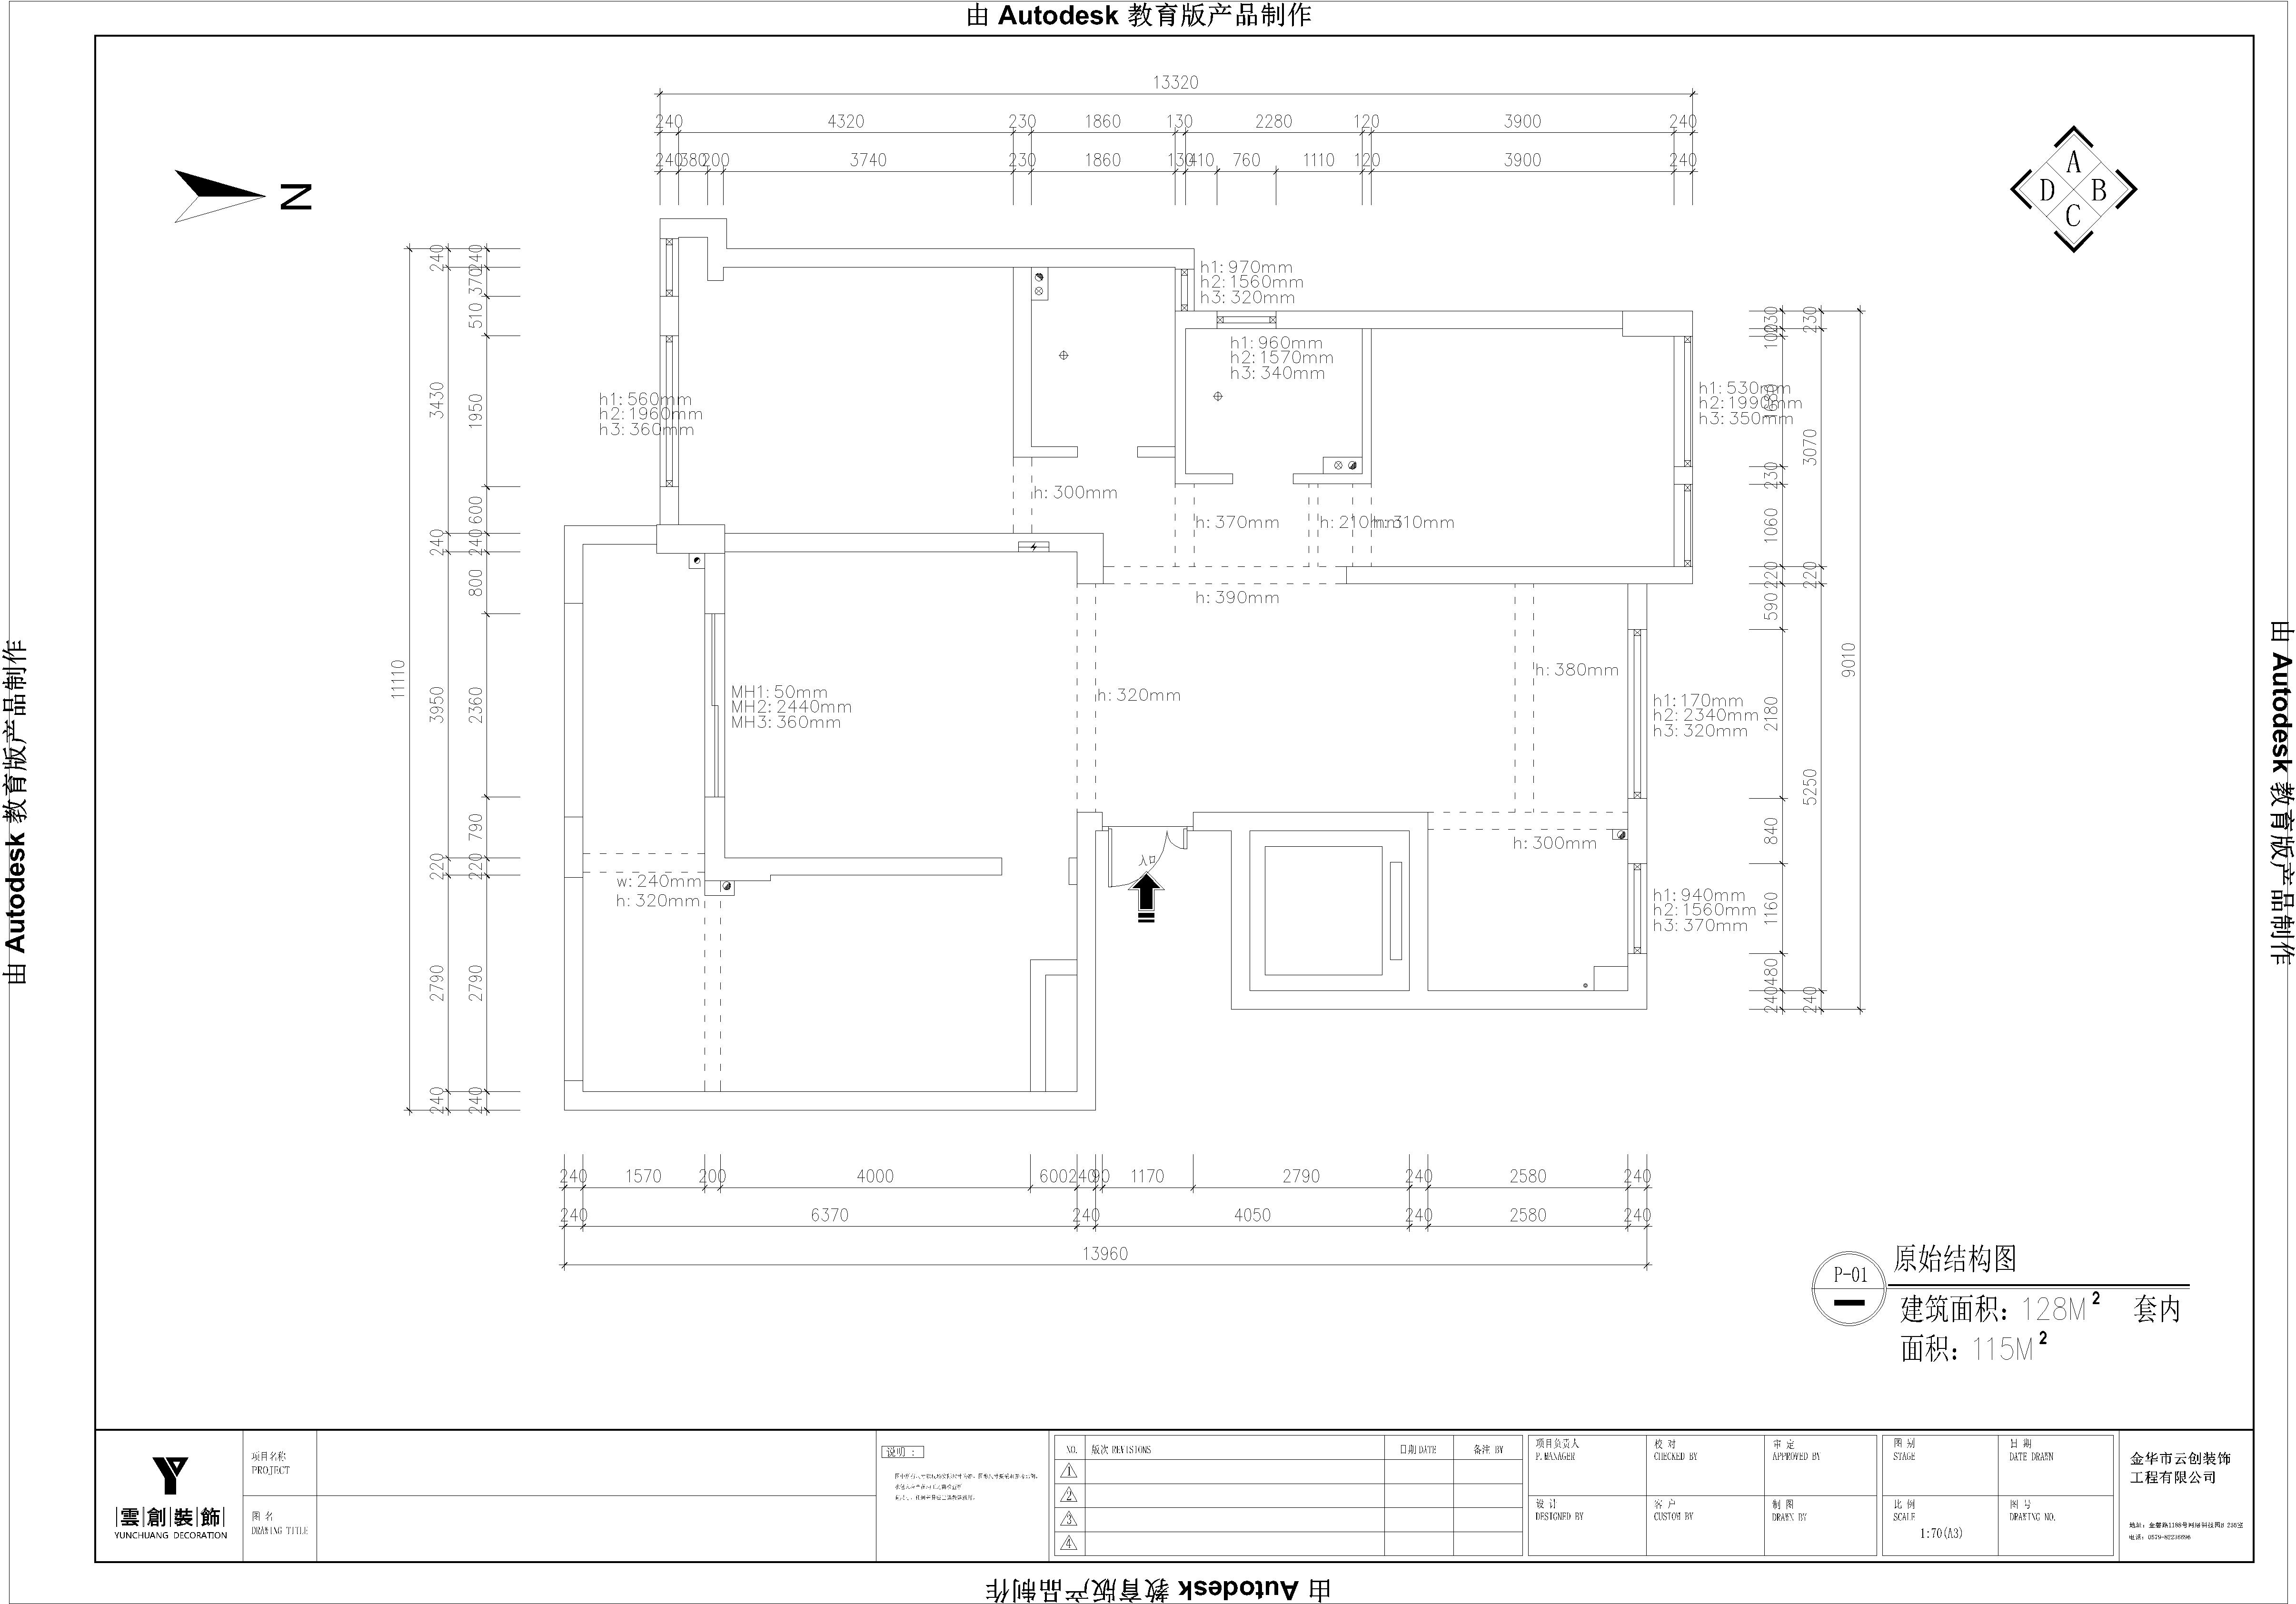 由 Autodesk 教育版产品制作
13320
240 4320 230 1860 130 2280 120 3900 240
240 380 200 3740 230 1860 130 410 760 1110 120 3900 240
N
A
D B
C
240 3430 240 3950 220 2790 240
240 370 510 1950 600 240 800 2360 790 220 2790 240
11110
h1: 970mm
h2: 1560mm
h3: 320mm
h1: 960mm
h2: 1570mm
h3: 340mm
h1: 560mm
h2: 1960mm
h3: 360mm
h1: 530mm
h2: 1990mm
h3: 350mm
h: 300mm
h: 370mm
h: 210mm
h: 310mm
h: 390mm
h: 380mm
MH1: 50mm
MH2: 2440mm
MH3: 360mm
h: 320mm
h1: 170mm
h2: 2340mm
h3: 320mm
h: 300mm
入口
w: 240mm
h: 320mm
h1: 940mm
h2: 1560mm
h3: 370mm
230 3070 220 5250 240
9010
230 1060 220 590 2180 840 1160 480 240
240 1570 200 4000 600 240 90 1170 2790 240 2580 240
240 6370 240 4050 240 2580 240
13960
由 Autodesk 教育版产品制作
由 Autodesk 教育版产品制作
P-01
原始结构图
建筑面积：128M² 套内
面积：115M²
雲創裝飾
YUNCHUANG DECORATION
项目名称
PROJECT
图 名
DRAWING TITLE
说明：
NO. 版次 REVISIONS 日期 DATE 备注 BY
1
2
3
4
项目负责人
P.MANAGER
校 对
CHECKED BY
审 定
APPROVED BY
图 别
STAGE
日 期
DATE DRAWN
设 计
DESIGNED BY
客 户
CUSTOM BY
制 图
DRAWN BY
比 例
SCALE
1:70(A3)
图 号
DRAWING NO.
金华市云创装饰
工程有限公司
由 Autodesk 教育版产品制作